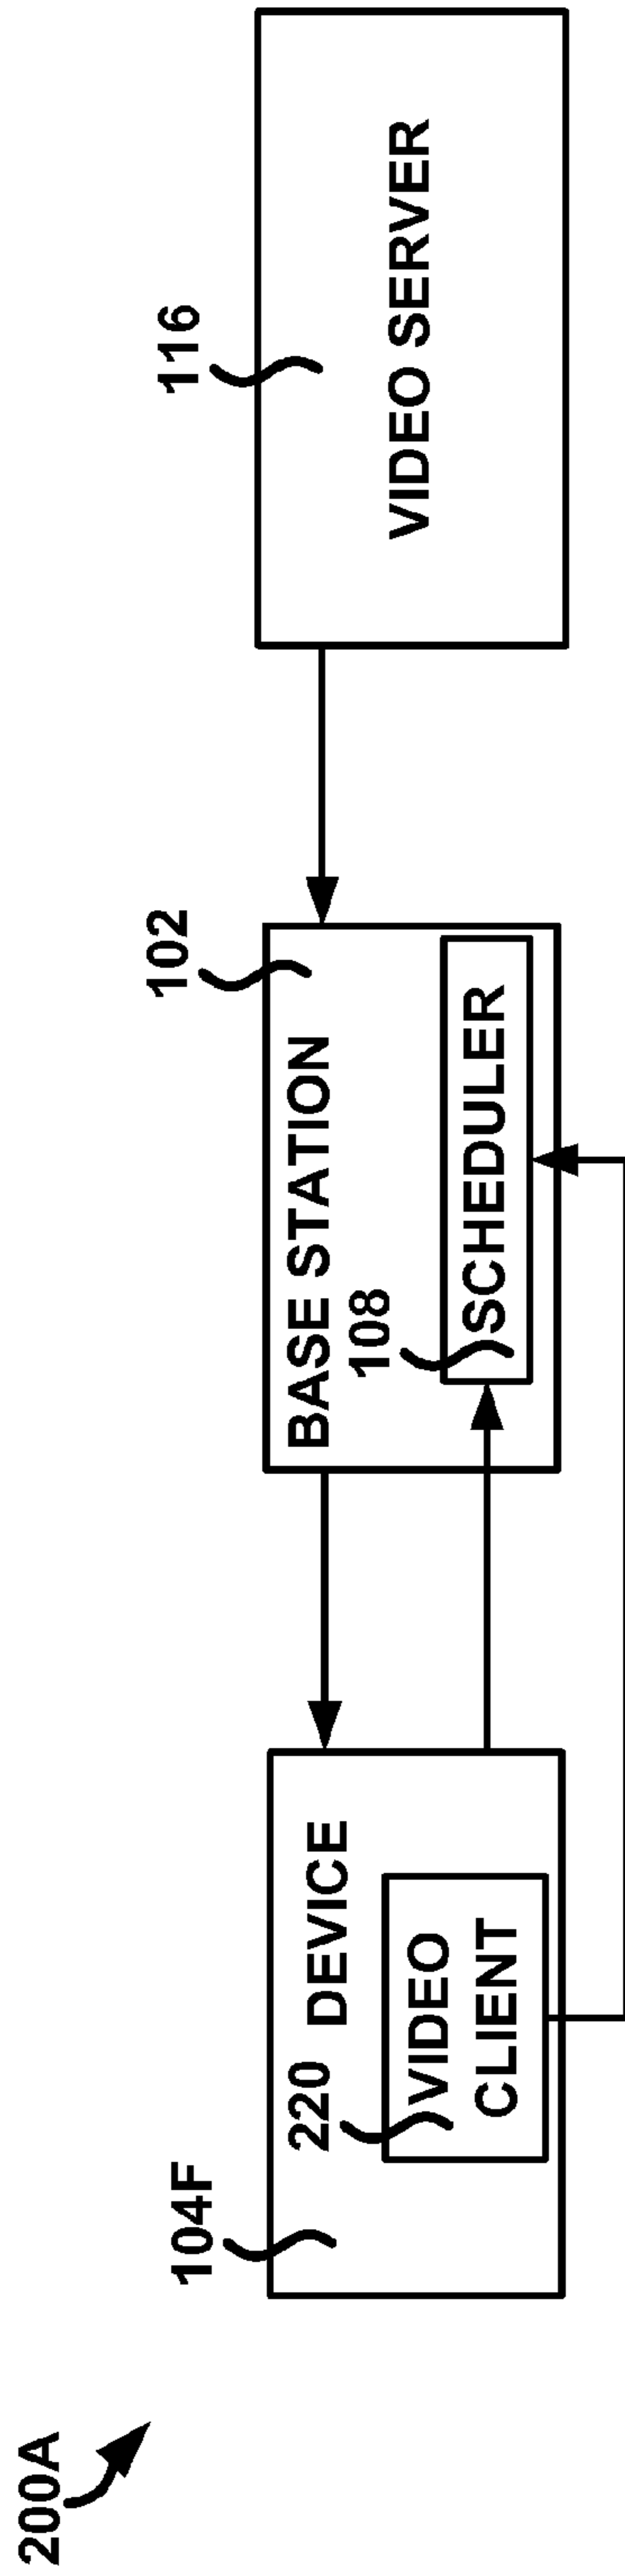 200A
104F
220
DEVICE
VIDEO
CLIENT
102
BASE STATION
108
SCHEDULER
116
VIDEO SERVER